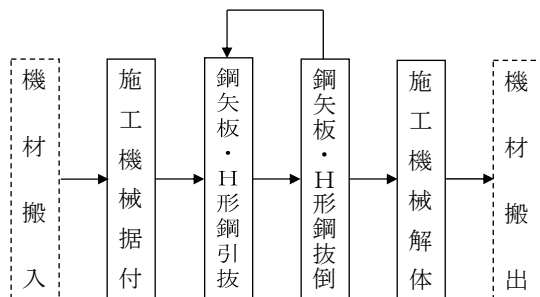 機材搬入
施工機械据付
鋼矢板・H形鋼引抜
鋼矢板・H形鋼抜倒
施工機械解体
機材搬出